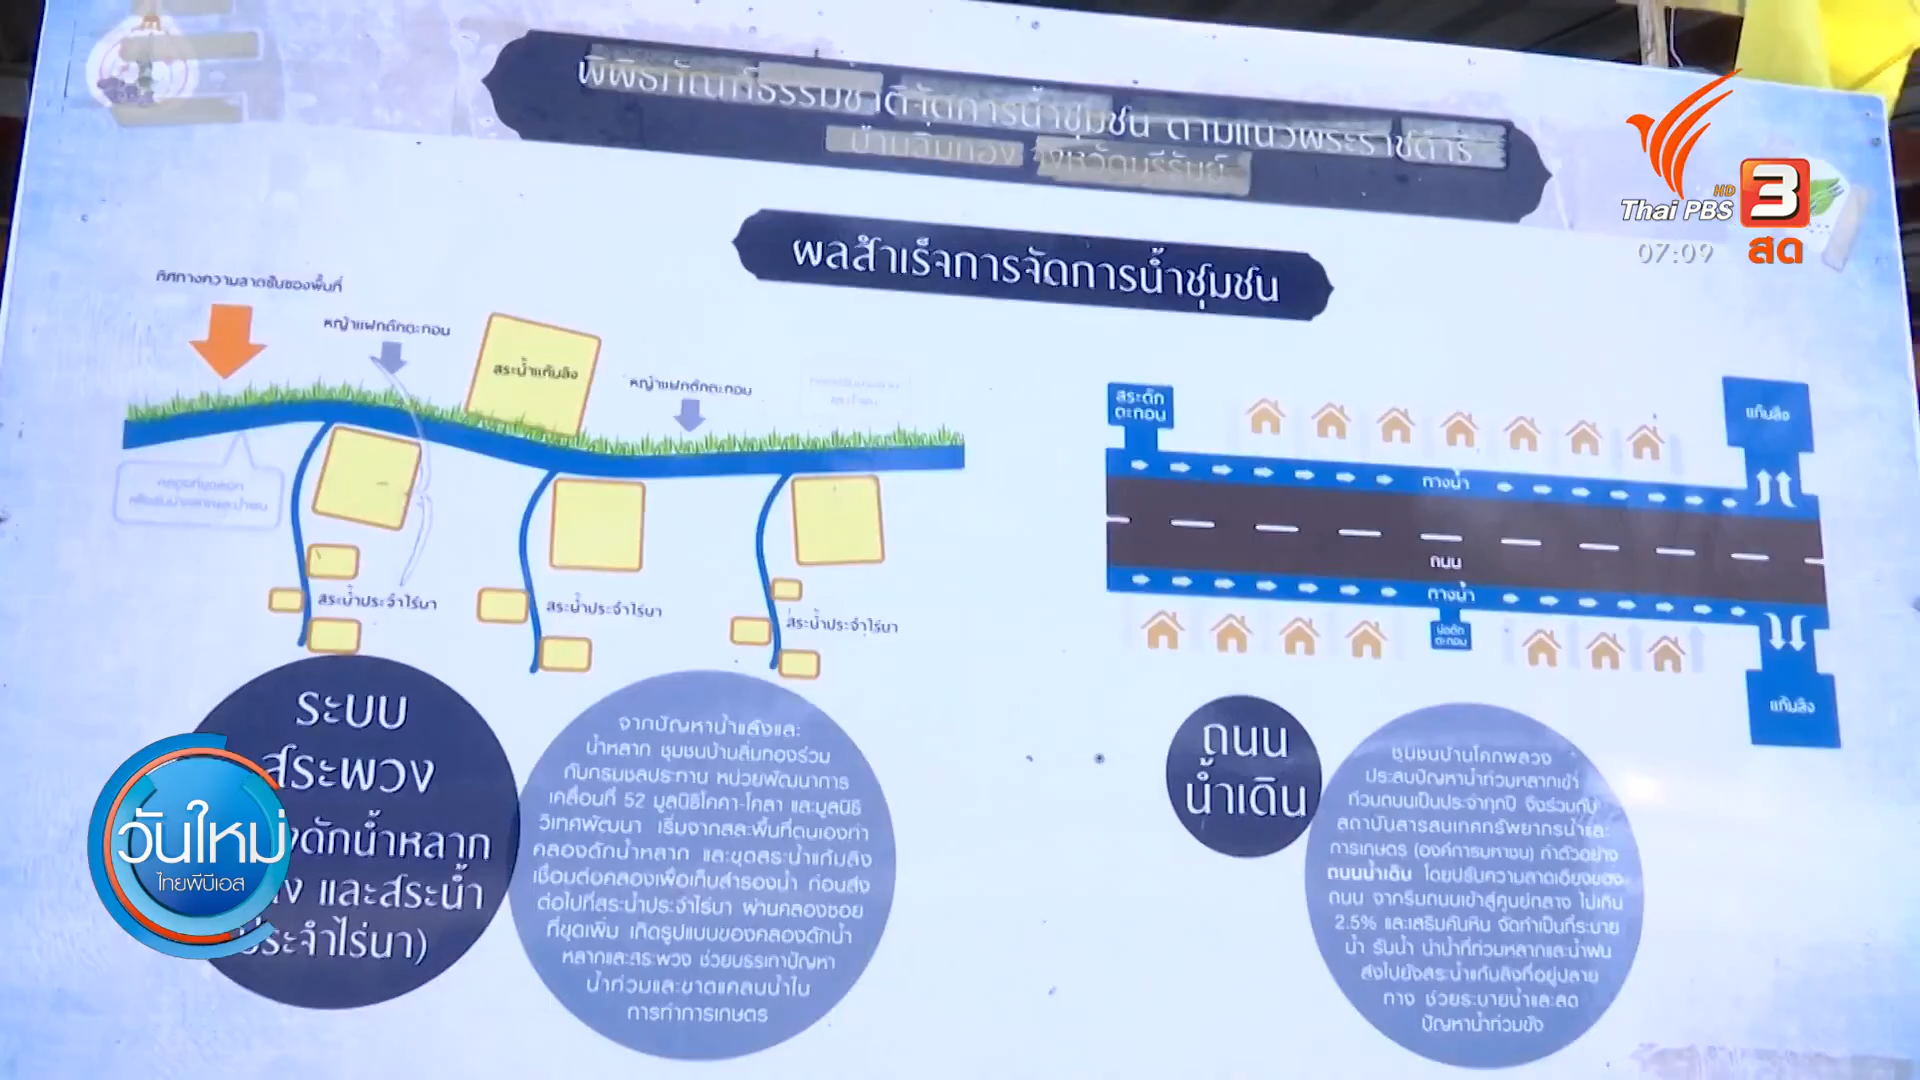 พิพิธภัณฑ์ธรรมชาติจัดการน้ำชุมชน ตามแนวพระราชดำริ
บ้านลิ่มทอง จังหวัดบุรีรัมย์
Thai PBS HD 3
07:09 สด
ผลสำเร็จการจัดการน้ำชุมชน
ทิศทางความลาดชันของพื้นที่
หญ้าแฝกดักตะกอน
สระน้ำแก้มลิง
หญ้าแฝกดักตะกอน
สระน้ำประจำไร่นา
สระน้ำประจำไร่นา
สระน้ำประจำไร่นา
สระดัก
ตะกอน
แก้มลิง
ทางน้ำ
ถนน
ทางน้ำ
บ่อดัก
ตะกอน
แก้มลิง
ระบบ
สระพวง
ดักน้ำหลาก
และสระน้ำ
ประจำไร่นา)
วันใหม่
ไทยพีบีเอส
จากปัญหาน้ำแล้งและ
น้ำหลาก ชุมชนบ้านลิ่มทองร่วม
กับกรมชลประทาน หน่วยพัฒนาการ
เคลื่อนที่ 52 มูลนิธิโคคา-โคลา และมูลนิธิ
วิเทศพัฒนา เริ่มจากสละพื้นที่ตนเองทำ
คลองดักน้ำหลาก และขุดสระน้ำแก้มลิง
เชื่อมต่อคลองเพื่อเก็บสำรองน้ำ ก่อนส่ง
ต่อไปที่สระน้ำประจำไร่นา ผ่านคลองซอย
ที่ขุดเพิ่ม เกิดรูปแบบของคลองดักน้ำ
หลากและสระพวง ช่วยบรรเทาปัญหา
น้ำท่วมและขาดแคลนน้ำใน
การทำการเกษตร
ถนน
น้ำเดิน
ชุมชนบ้านโคกพลวง
ประสบปัญหาน้ำท่วมหลากเข้า
ท่วมถนนเป็นประจำทุกปี จึงร่วมกับ
สถาบันสารสนเทศทรัพยากรน้ำและ
การเกษตร (องค์การมหาชน) ทำตัวอย่าง
ถนนน้ำเดิน โดยปรับความลาดเอียงของ
ถนน จากริมถนนเข้าสู่ศูนย์กลาง ไม่เกิน
2.5% และเสริมคันหิน จัดทำเป็นที่ระบาย
น้ำ รับน้ำ นำน้ำที่ท่วมหลากและน้ำฝน
ส่งไปยังสระน้ำแก้มลิงที่อยู่ปลาย
ทาง ช่วยระบายน้ำและลด
ปัญหาน้ำท่วมขัง